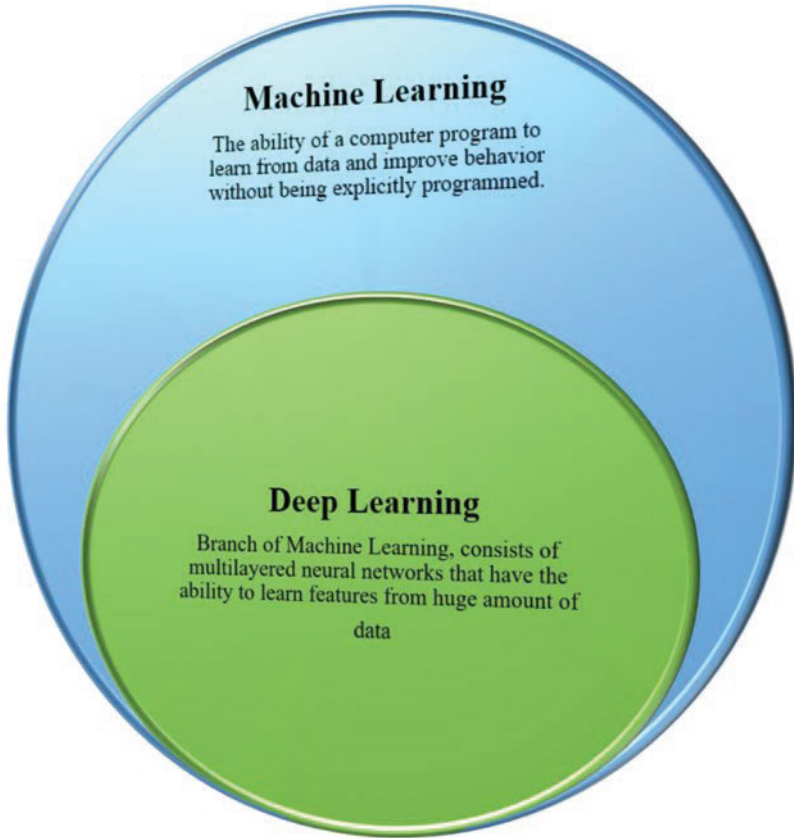 Machine Learning
The ability of a computer program to
learn from data and improve behavior
without being explicitly programmed.
Deep Learning
Branch of Machine Learning, consists of
multilayered neural networks that have the
ability to learn features from huge amount of
data